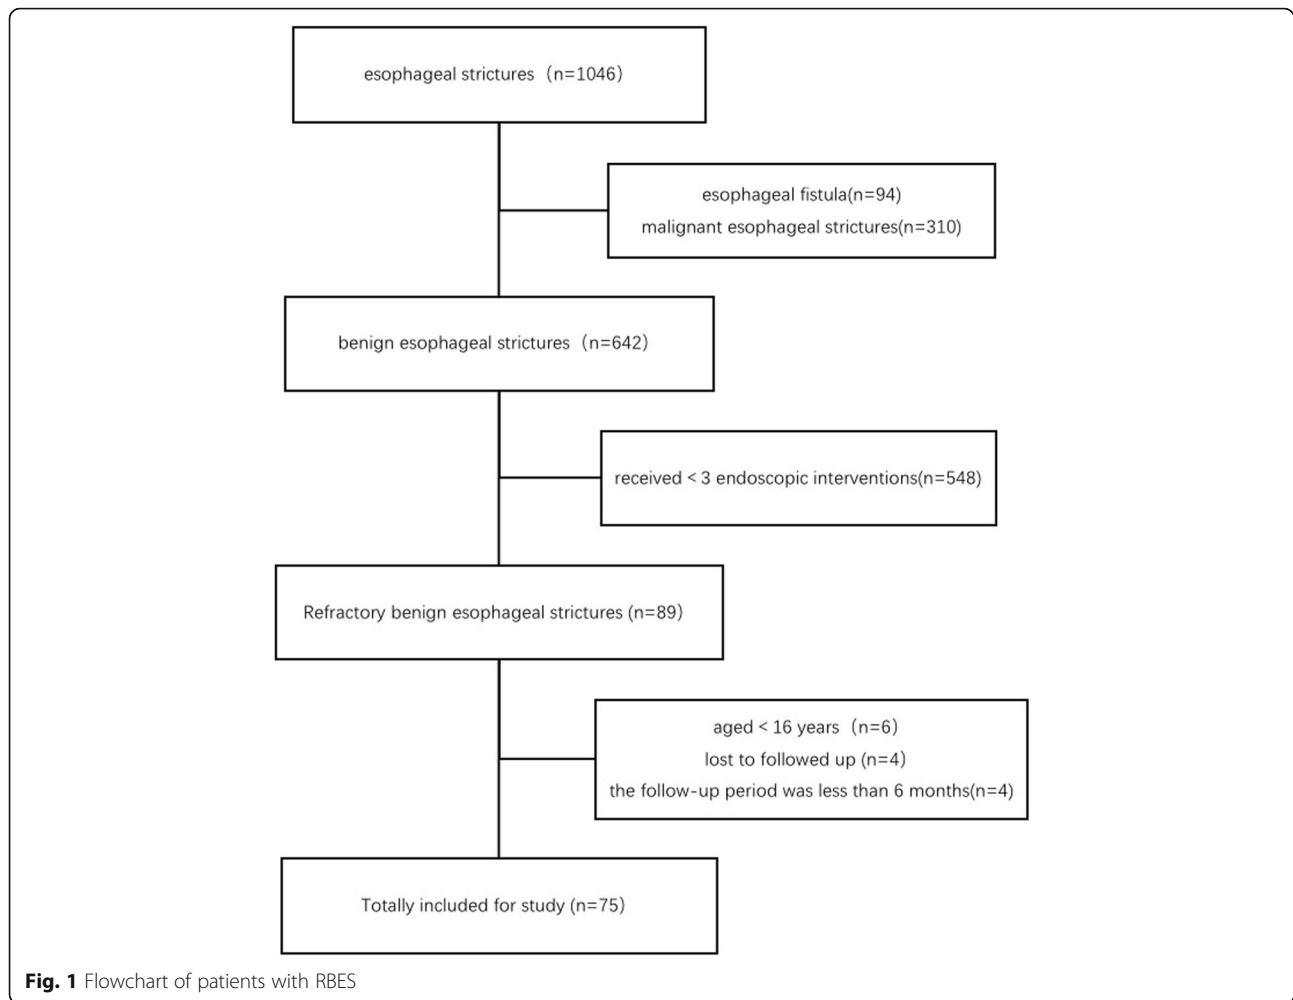 esophageal strictures（n=1046）
esophageal fistula(n=94)
malignant esophageal strictures(n=310)
benign esophageal strictures（n=642）
received < 3 endoscopic interventions(n=548)
Refractory benign esophageal strictures (n=89)
aged < 16 years（n=6）
lost to followed up (n=4)
the follow-up period was less than 6 months(n=4)
Totally included for study (n=75)
Fig. 1 Flowchart of patients with RBES